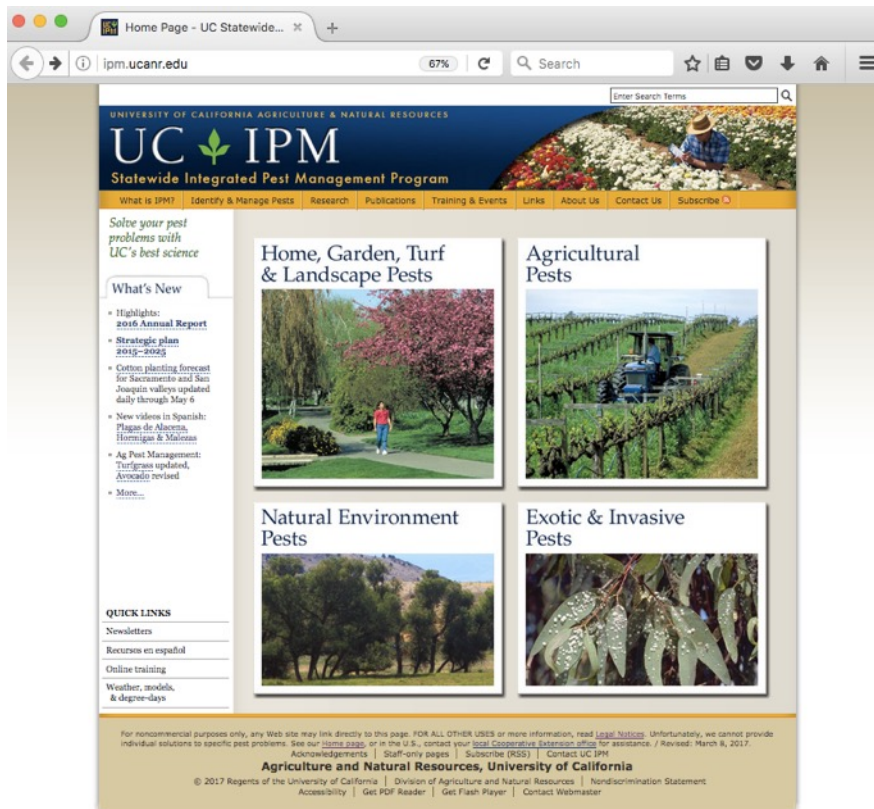 Home Page - UC Statewide...
ipm.ucanr.edu
67%
Search
Enter Search Terms
UNIVERSITY OF CALIFORNIA AGRICULTURE & NATURAL RESOURCES
UC IPM
Statewide Integrated Pest Management Program
What is IPM? Identify & Manage Pests Research Publications Training & Events Links About Us Contact Us Subscribe
Solve your pest
problems with
UC's best science
What's New
Highlights:
2016 Annual Report
Strategic plan
2015–2025
Cotton planting forecast
for Sacramento and San
Joaquin valleys updated
daily through May 6
New videos in Spanish:
Plagas de Alacena,
Hormigas & Malezas
Ag Pest Management:
Turfgrass updated,
Avocado revised
More...
QUICK LINKS
Newsletters
Recursos en español
Online training
Weather, models,
& degree-days
Home, Garden, Turf
& Landscape Pests
Agricultural
Pests
Natural Environment
Pests
Exotic & Invasive
Pests
For noncommercial purposes only, any Web site may link directly to this page. FOR ALL OTHER USES or more information, read Legal Notices. Unfortunately, we cannot provide
individual solutions to specific pest problems. See our Home page, or in the U.S., contact your local Cooperative Extension office for assistance. / Revised: March 8, 2017.
Acknowledgements | Staff-only pages | Subscribe (RSS) | Contact UC IPM
Agriculture and Natural Resources, University of California
© 2017 Regents of the University of California | Division of Agriculture and Natural Resources | Nondiscrimination Statement
Accessibility | Get PDF Reader | Get Flash Player | Contact Webmaster